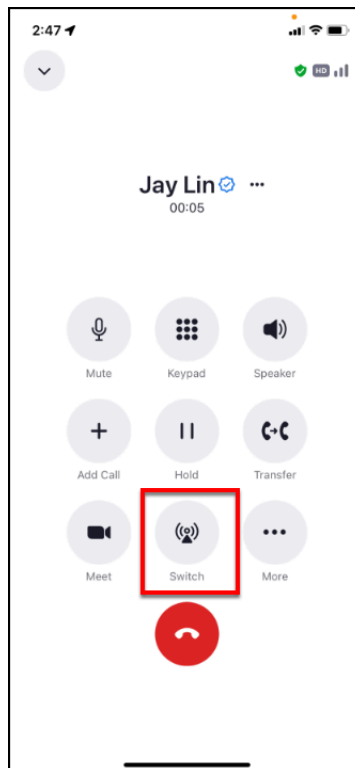 2:47
HD
Jay Lin ...
00:05
Mute Keypad Speaker
Add Call Hold Transfer
Meet Switch More